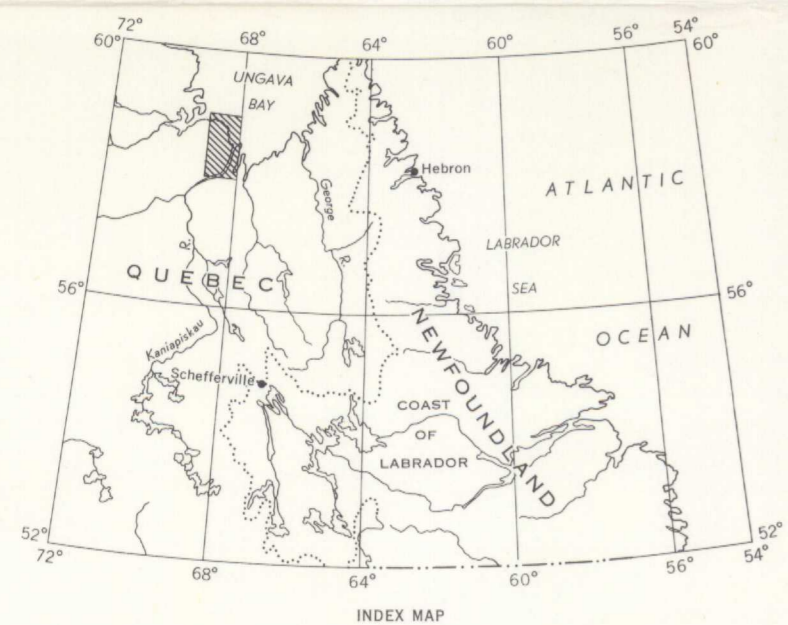 72°
60°
68°
64°
60°
56°
54°
60°
UNGAVA
BAY
Hebron
ATLANTIC
George
R.
R.
LABRADOR
SEA
QUEBEC
56°
56°
OCEAN
NEWFOUNDLAND
Kaniapiskau
Schefferville
COAST
OF
LABRADOR
52°
72°
68°
64°
60°
56°
52°
54°
INDEX MAP